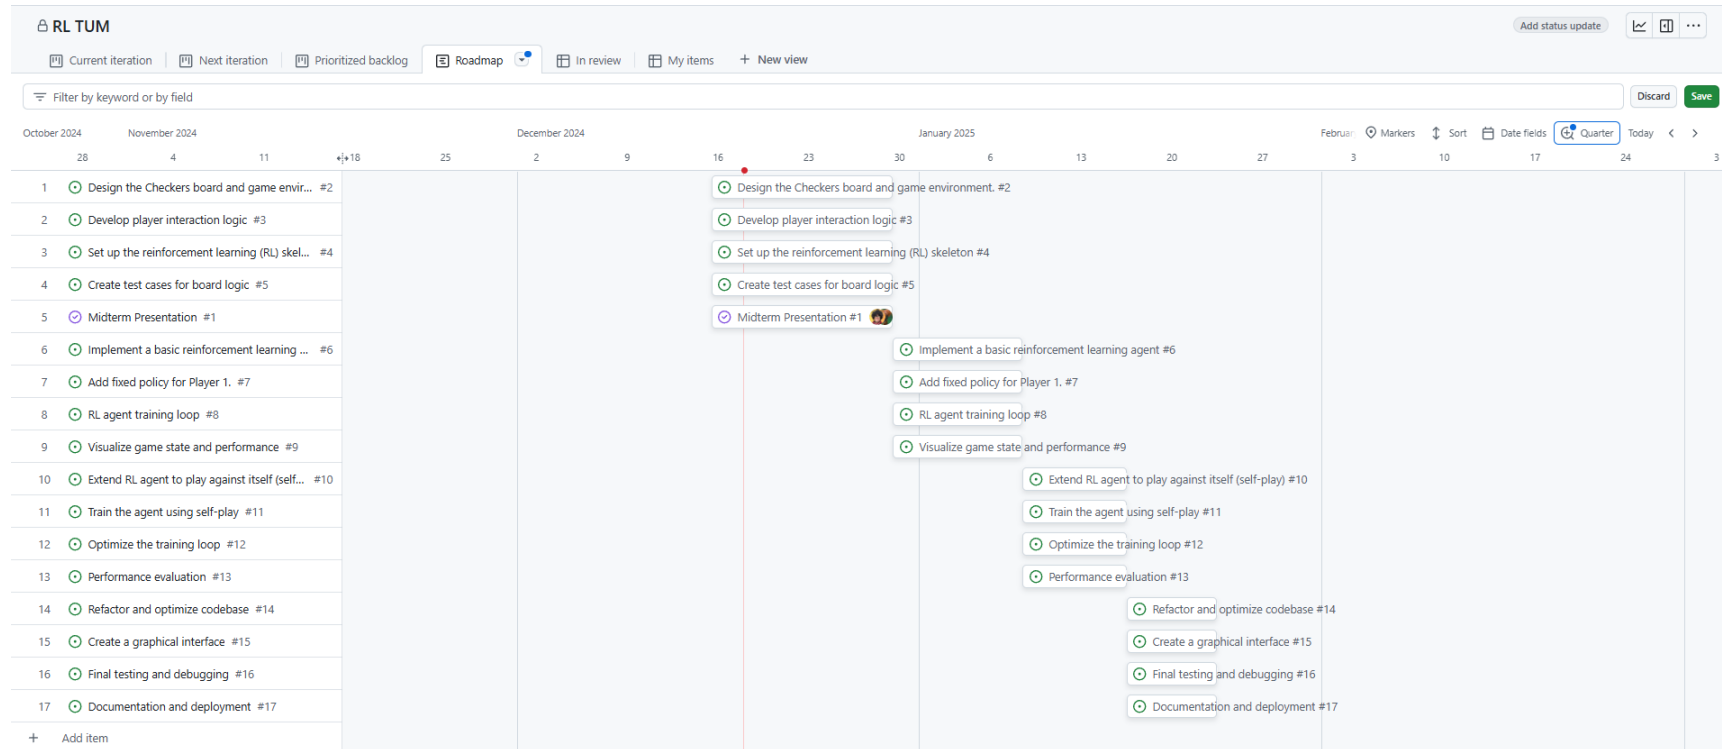 RL TUM
Add status update
Current iteration
Next iteration
Prioritized backlog
Roadmap
In review
My items
New view
Filter by keyword or by field
Discard
Save
October 2024 November 2024 December 2024 January 2025 Februar
Markers
Sort
Date fields
Quarter
Today
28 4 11 18 25 2 9 16 23 30 6 13 20 27 3 10 17 24 3
1 Design the Checkers board and game envir... #2 Design the Checkers board and game environment. #2
2 Develop player interaction logic #3 Develop player interaction logic #3
3 Set up the reinforcement learning (RL) skel... #4 Set up the reinforcement learning (RL) skeleton #4
4 Create test cases for board logic #5 Create test cases for board logic #5
5 Midterm Presentation #1 Midterm Presentation #1
6 Implement a basic reinforcement learning ... #6 Implement a basic reinforcement learning agent #6
7 Add fixed policy for Player 1. #7 Add fixed policy for Player 1. #7
8 RL agent training loop #8 RL agent training loop #8
9 Visualize game state and performance #9 Visualize game state and performance #9
10 Extend RL agent to play against itself (self... #10 Extend RL agent to play against itself (self-play) #10
11 Train the agent using self-play #11 Train the agent using self-play #11
12 Optimize the training loop #12 Optimize the training loop #12
13 Performance evaluation #13 Performance evaluation #13
14 Refactor and optimize codebase #14 Refactor and optimize codebase #14
15 Create a graphical interface #15 Create a graphical interface #15
16 Final testing and debugging #16 Final testing and debugging #16
17 Documentation and deployment #17 Documentation and deployment #17
Add item